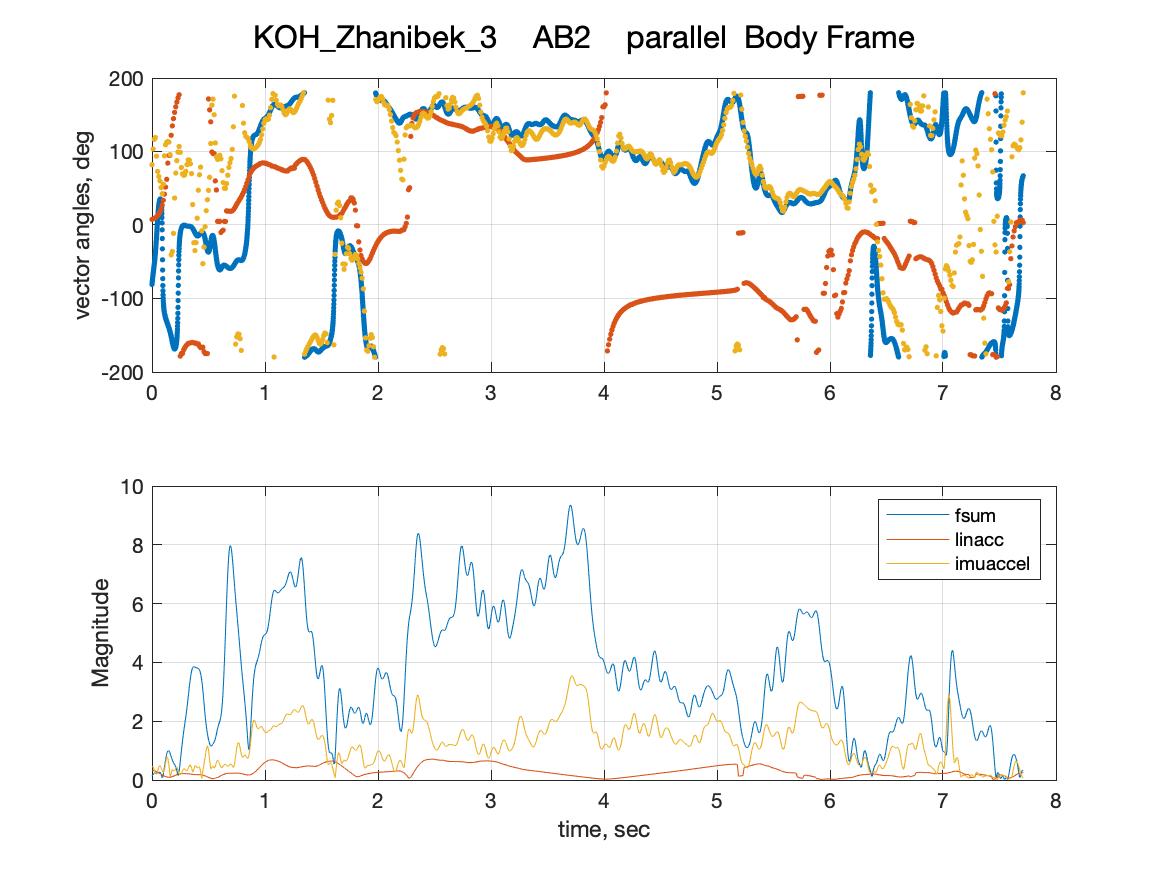 KOH_Zhanibek_3 AB2 parallel Body Frame
200
100
0
-100
-200
vector angles, deg
0 1 2 3 4 5 6 7 8
10
8
6
4
2
0
Magnitude
fsum
linacc
imuaccel
0 1 2 3 4 5 6 7 8
time, sec